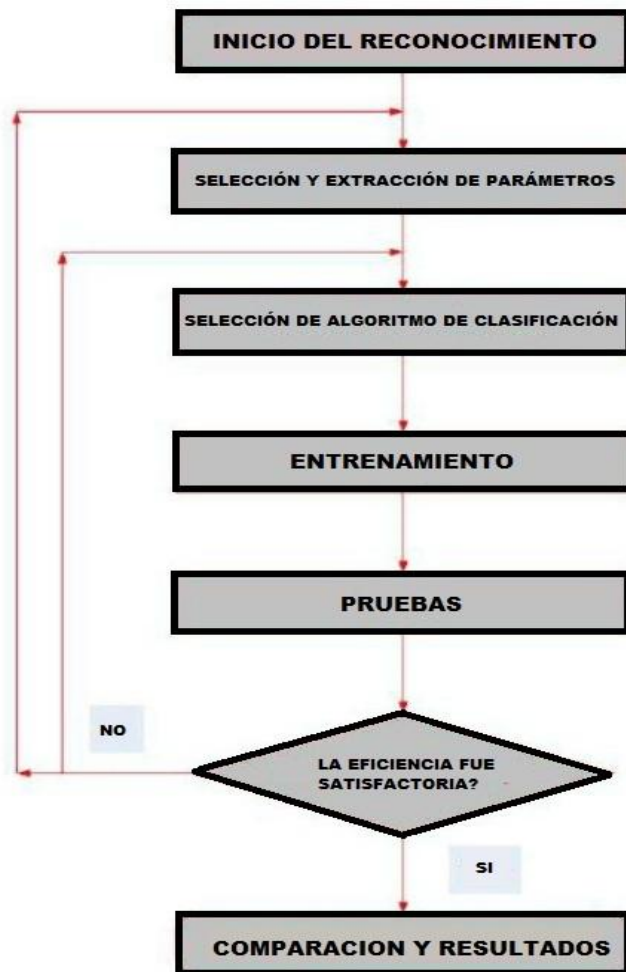 INICIO DEL RECONOCIMIENTO
SELECCIÓN Y EXTRACCIÓN DE PARÁMETROS
SELECCIÓN DE ALGORITMO DE CLASIFICACIÓN
ENTRENAMIENTO
PRUEBAS
NO
LA EFICIENCIA FUE
SATISFACTORIA?
SI
COMPARACION Y RESULTADOS